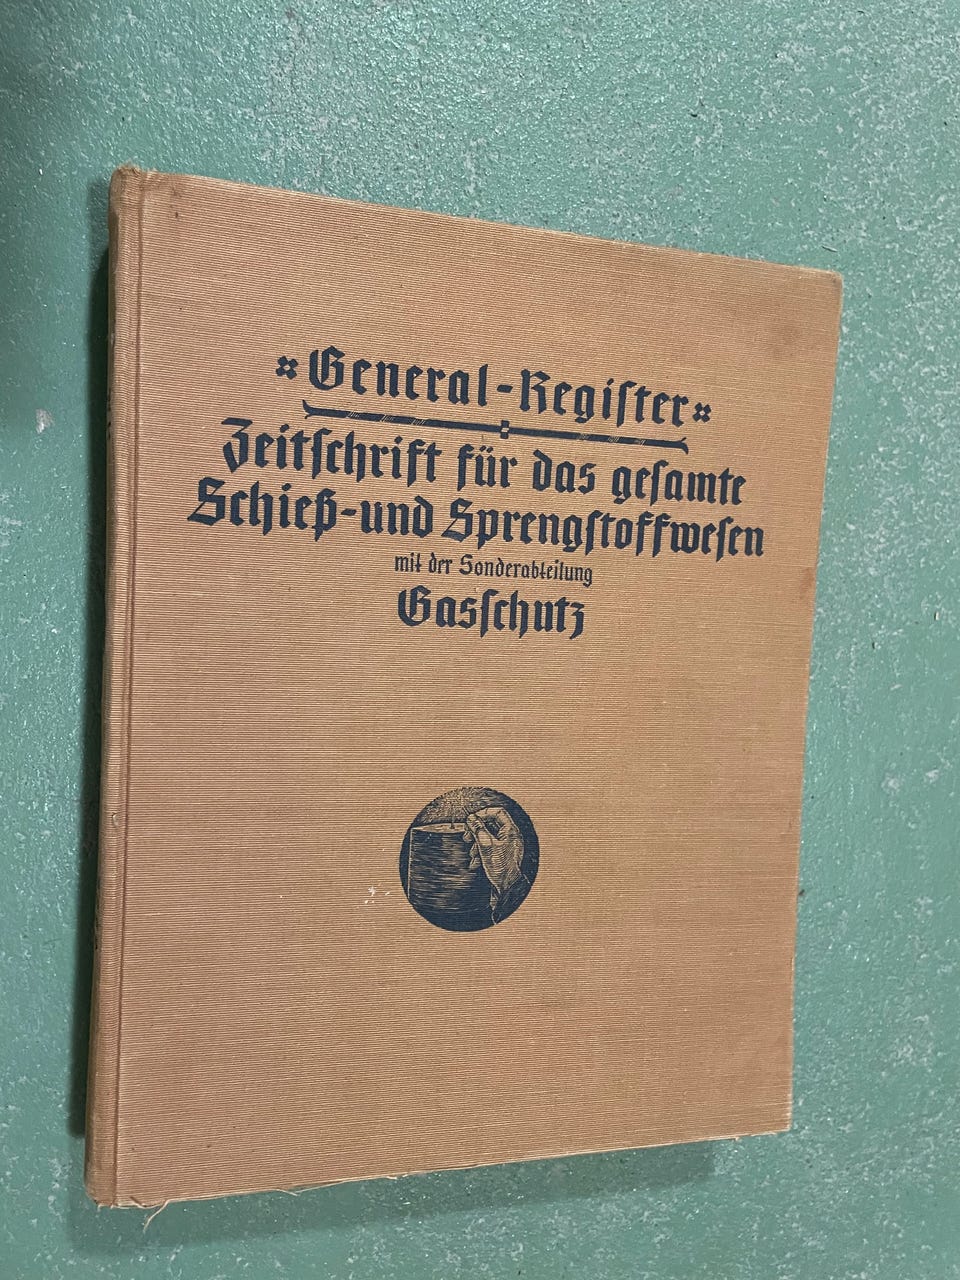 General-Register
Zeitschrift für das gesamte
Schieß-und Sprengstoffwesen
mit der Sonderabteilung
Gasschutz